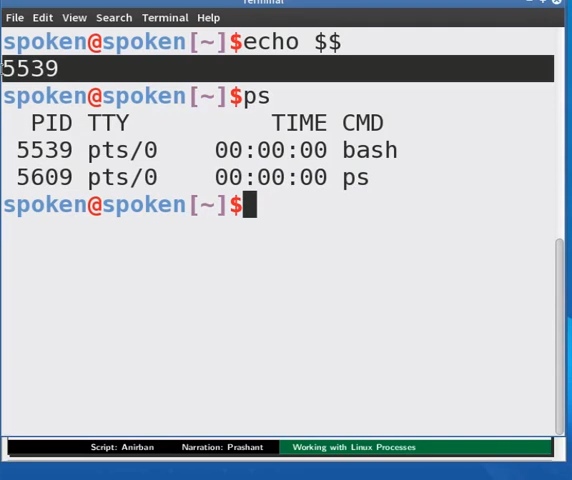 Terminal
File Edit View Search Terminal Help
spoken@spoken[~]$echo $$
5539
spoken@spoken[~]$ps
  PID TTY          TIME CMD
 5539 pts/0    00:00:00 bash
 5609 pts/0    00:00:00 ps
spoken@spoken[~]$
Script: Anirban Narration: Prashant Working with Linux Processes